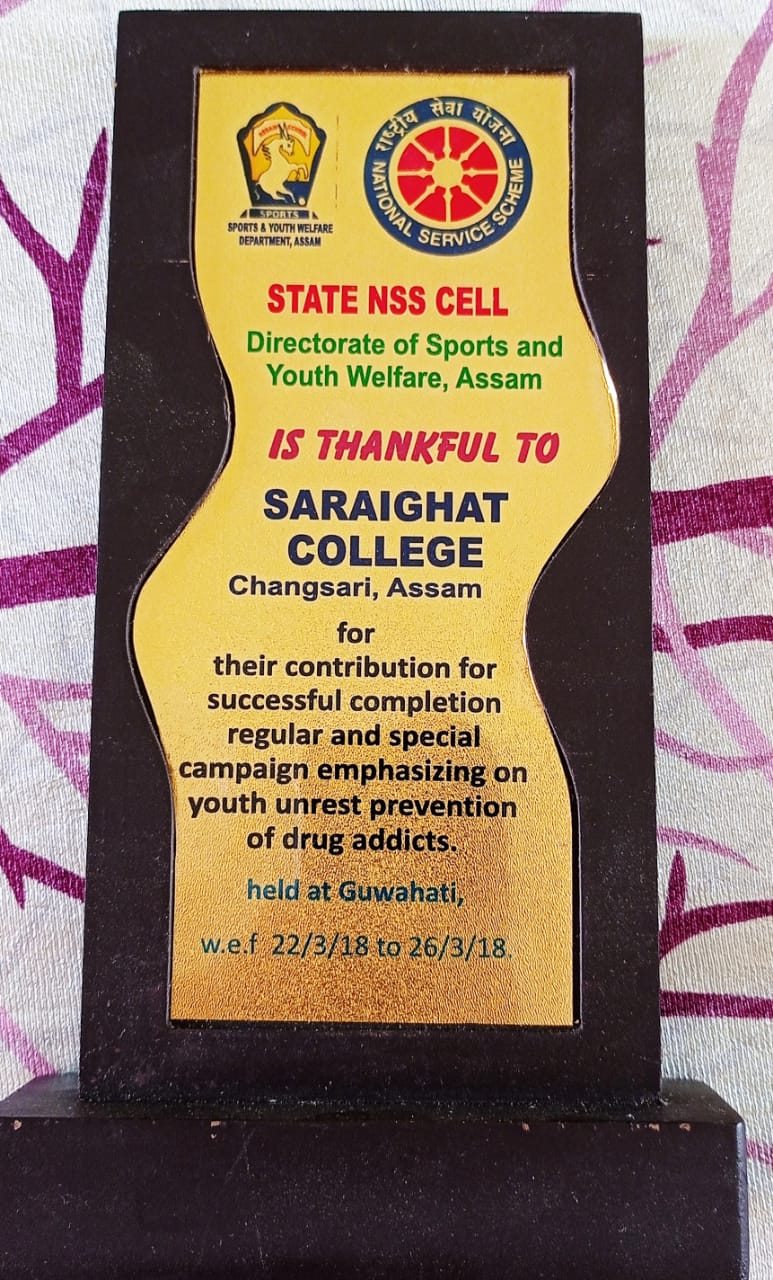 SPORTS
SPORTS & YOUTH WELFARE
DEPARTMENT, ASSAM
राष्ट्रीय सेवा योजना
NATIONAL SERVICE SCHEME
STATE NSS CELL
Directorate of Sports and
Youth Welfare, Assam
IS THANKFUL TO
SARAIGHAT
COLLEGE
Changsari, Assam
for
their contribution for
successful completion
regular and special
campaign emphasizing on
youth unrest prevention
of drug addicts.
held at Guwahati,
w.e.f 22/3/18 to 26/3/18.